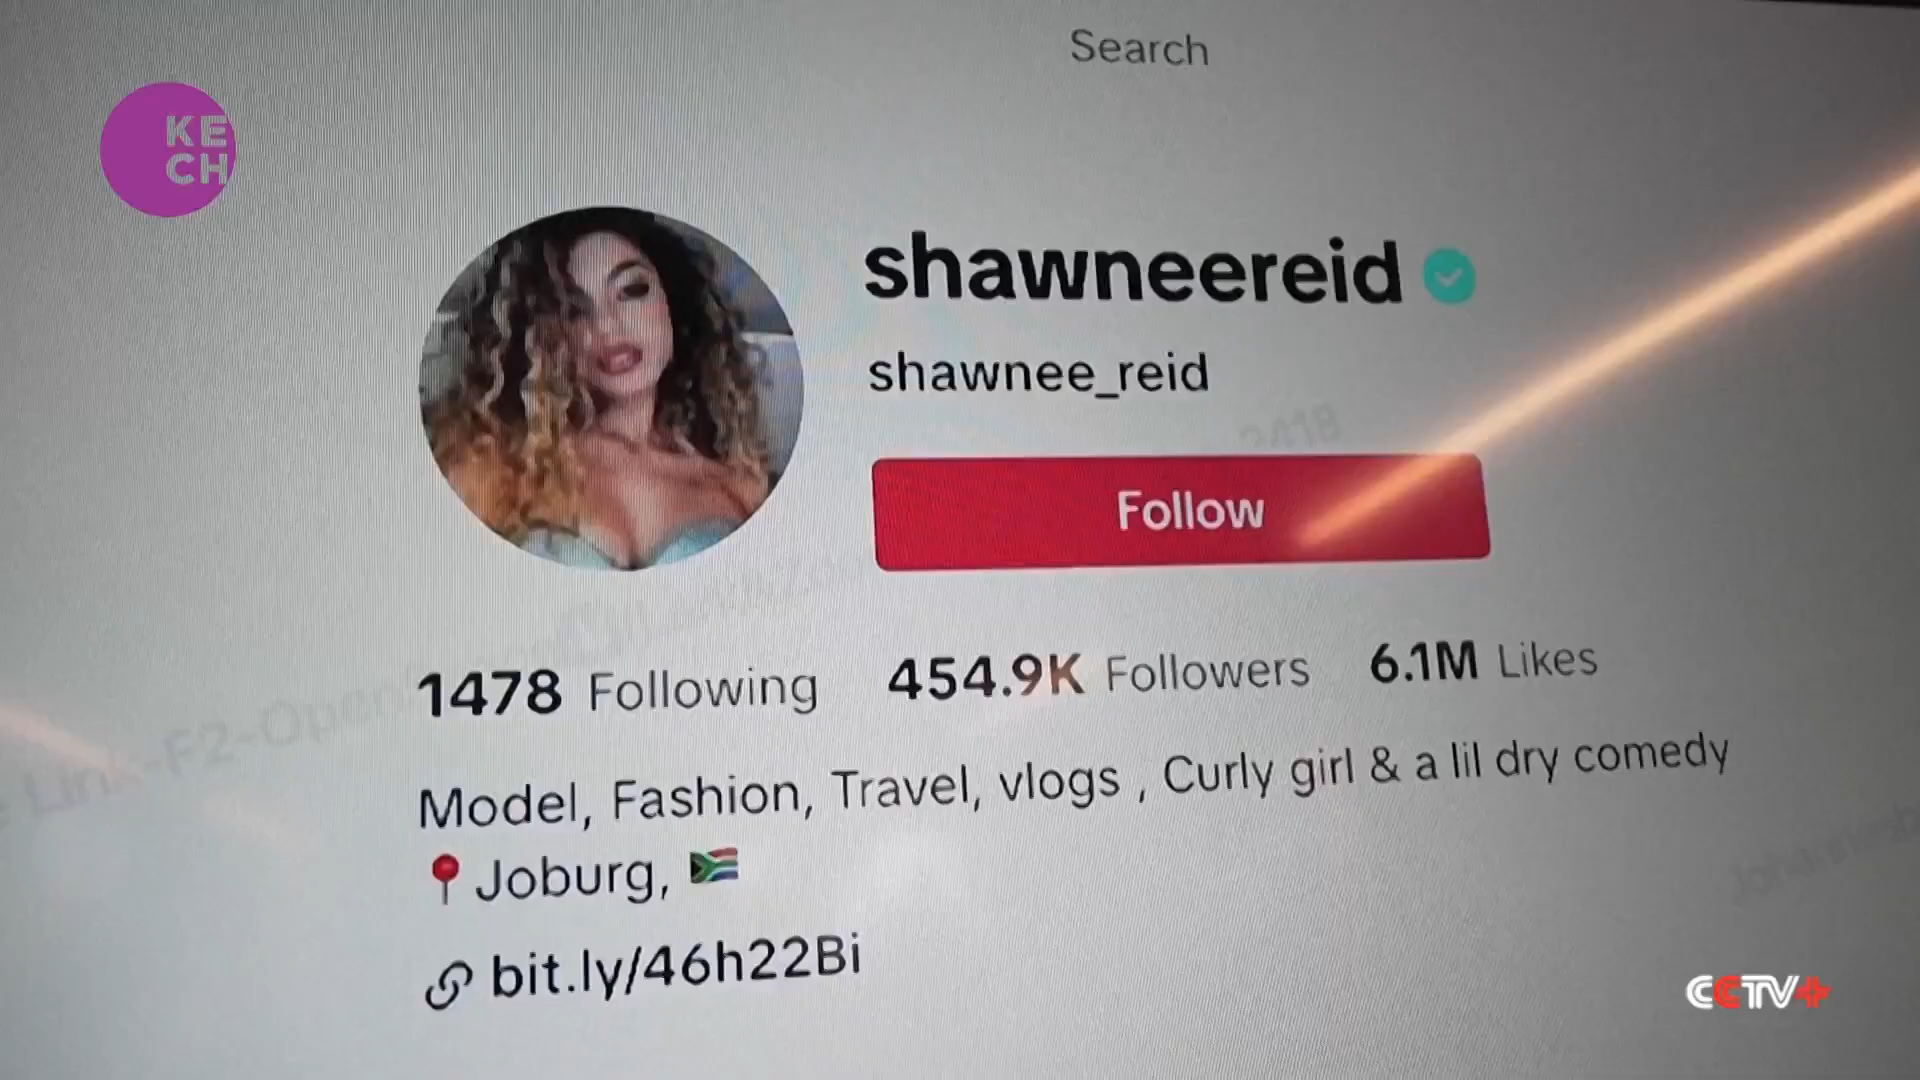 Search
KE
CH
shawneereid
shawnee_reid
Follow
1478 Following 454.9K Followers 6.1M Likes
Model, Fashion, Travel, vlogs , Curly girl & a lil dry comedy
Joburg,
bit.ly/46h22Bi
CCTV+